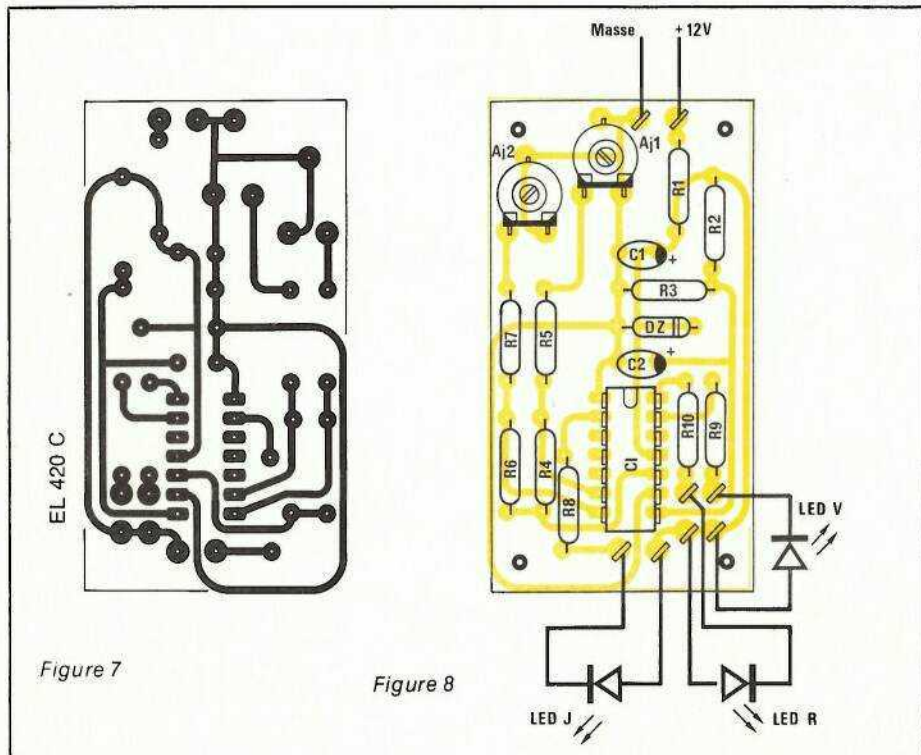 Masse
+ 12V
Aj2
Aj1
R1
R2
C1
+
R3
DZ
C2
+
R7
R5
R10
R9
R6
R4
R8
CI
EL 420 C
LED V
LED J
LED R
Figure 7
Figure 8